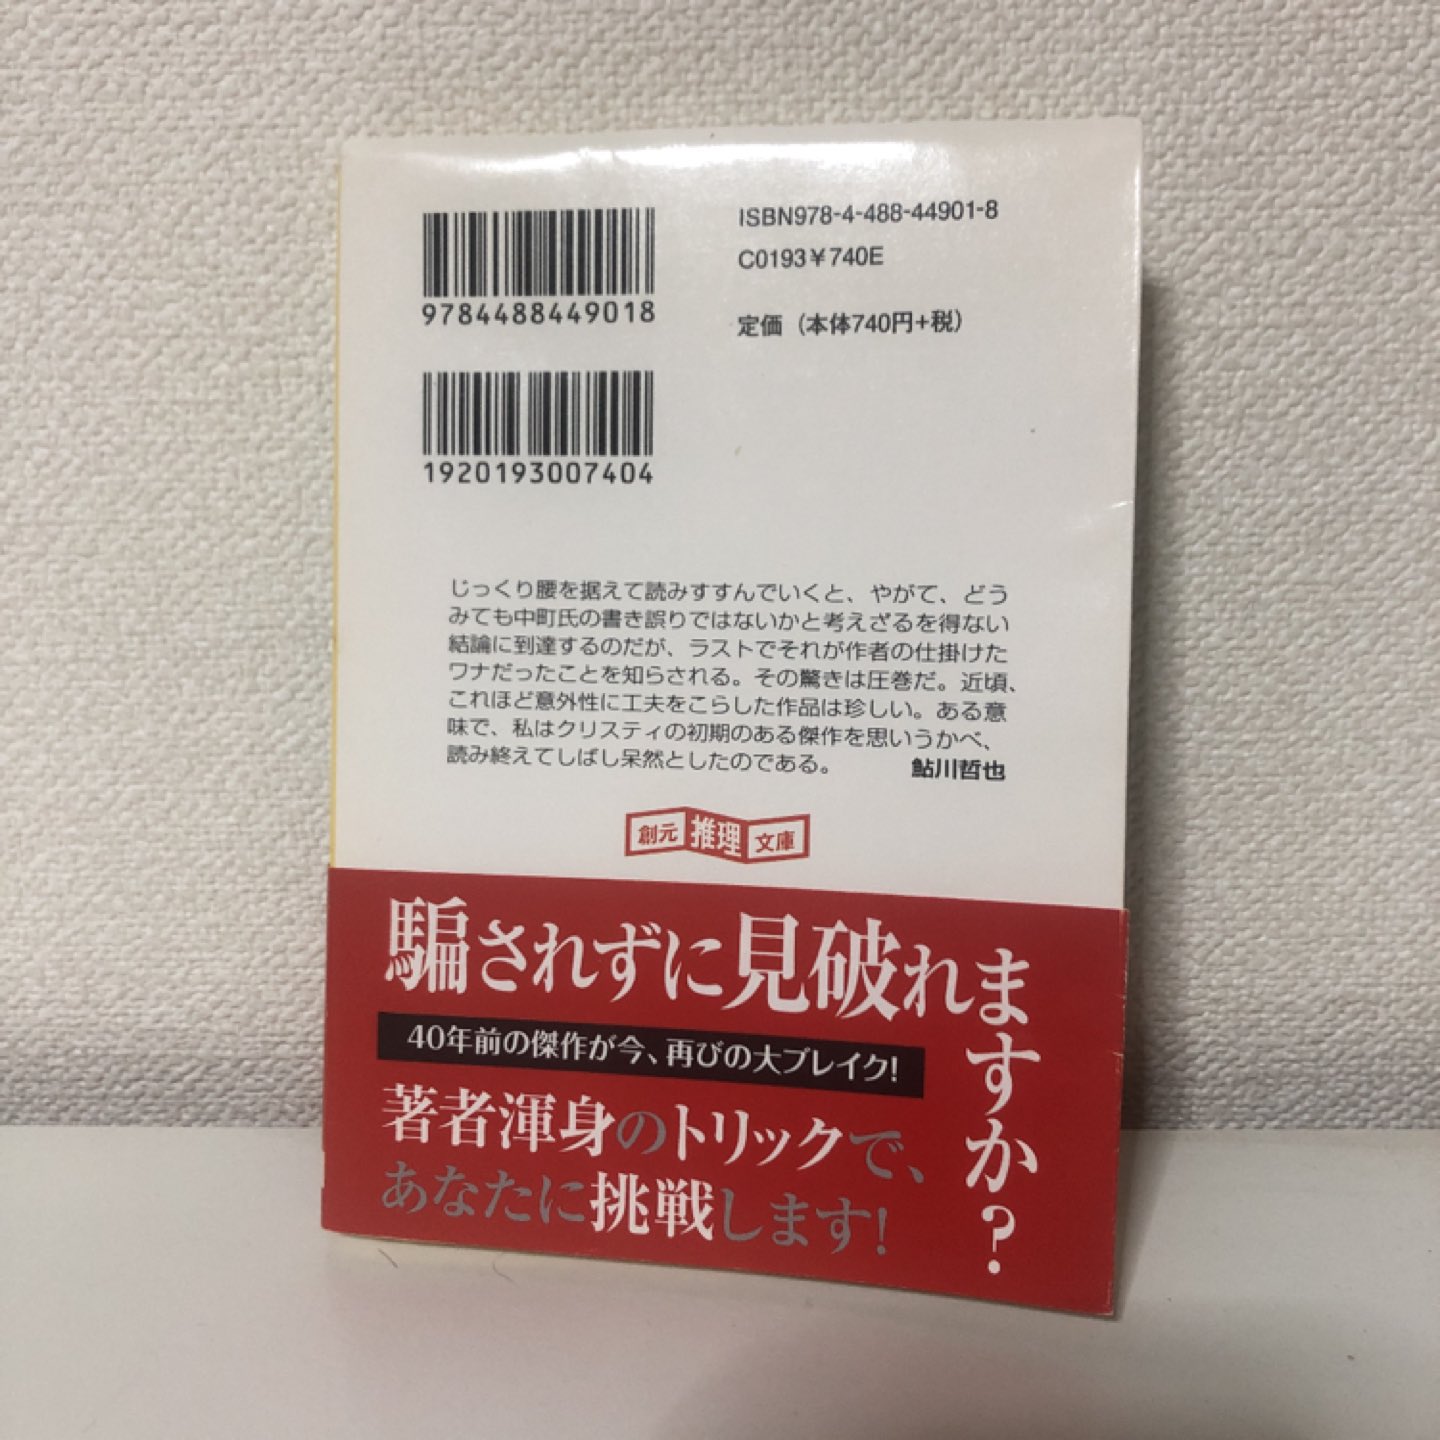 9784488449018
ISBN978-4-488-44901-8
C0193￥740E
定価（本体740円+税）
1920193007404
じっくり腰を据えて読みすすんでいくと、やがて、どう
みても中町氏の書き誤りではないかと考えざるを得ない
結論に到達するのだが、ラストでそれが作者の仕掛けた
ワナだったことを知らされる。その驚きは圧巻だ。近頃、
これほど意外性に工夫をこらした作品は珍しい。ある意
味で、私はクリスティの初期のある傑作を思いうかべ、
読み終えてしばし呆然としたのである。 鮎川哲也
創元推理文庫
騙されずに見破れますか？
40年前の傑作が今、再びの大ブレイク！
著者渾身のトリックで、
あなたに挑戦します！